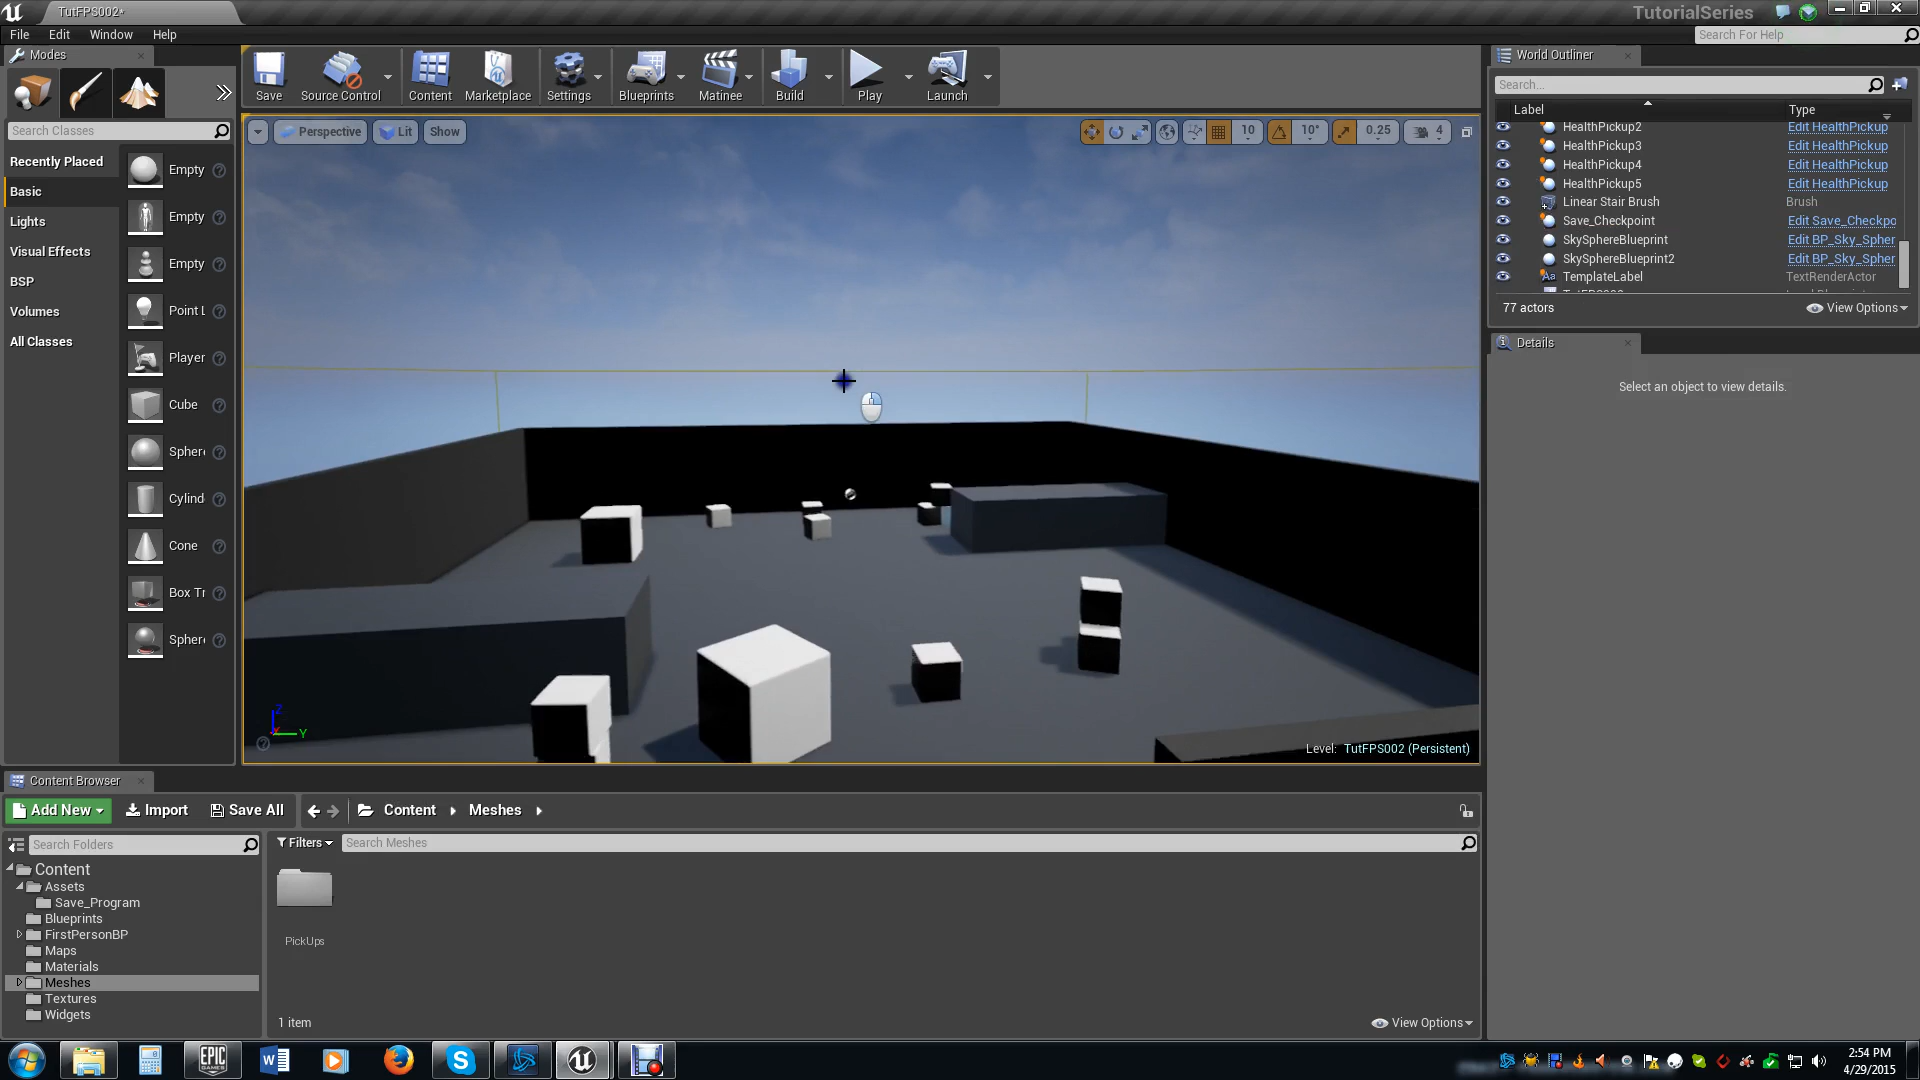 TutFPS002*
TutorialSeries
File Edit Window Help
Search For Help
Modes
Save
Source Control
Content
Marketplace
Settings
Blueprints
Matinee
Build
Play
Launch
Search Classes
Recently Placed
Basic
Lights
Visual Effects
BSP
Volumes
All Classes
Empty
Empty
Empty
Point L
Player
Cube
Spher
Cylind
Cone
Box Tr
Spher
Perspective
Lit
Show
10
10°
0.25
4
Z
Y
Level: TutFPS002 (Persistent)
World Outliner
Search...
Label Type
HealthPickup2 Edit HealthPickup
HealthPickup3 Edit HealthPickup
HealthPickup4 Edit HealthPickup
HealthPickup5 Edit HealthPickup
Linear Stair Brush Brush
Save_Checkpoint Edit Save_Checkpo
SkySphereBlueprint Edit BP_Sky_Spher
SkySphereBlueprint2 Edit BP_Sky_Spher
TemplateLabel TextRenderActor
77 actors
View Options
Details
Select an object to view details.
Content Browser
Add New
Import
Save All
Content
Meshes
Search Folders
Filters
Search Meshes
Content
Assets
Save_Program
Blueprints
FirstPersonBP
Maps
Materials
Meshes
Textures
Widgets
PickUps
1 item
View Options
EPIC
GAMES
2:54 PM
4/29/2015